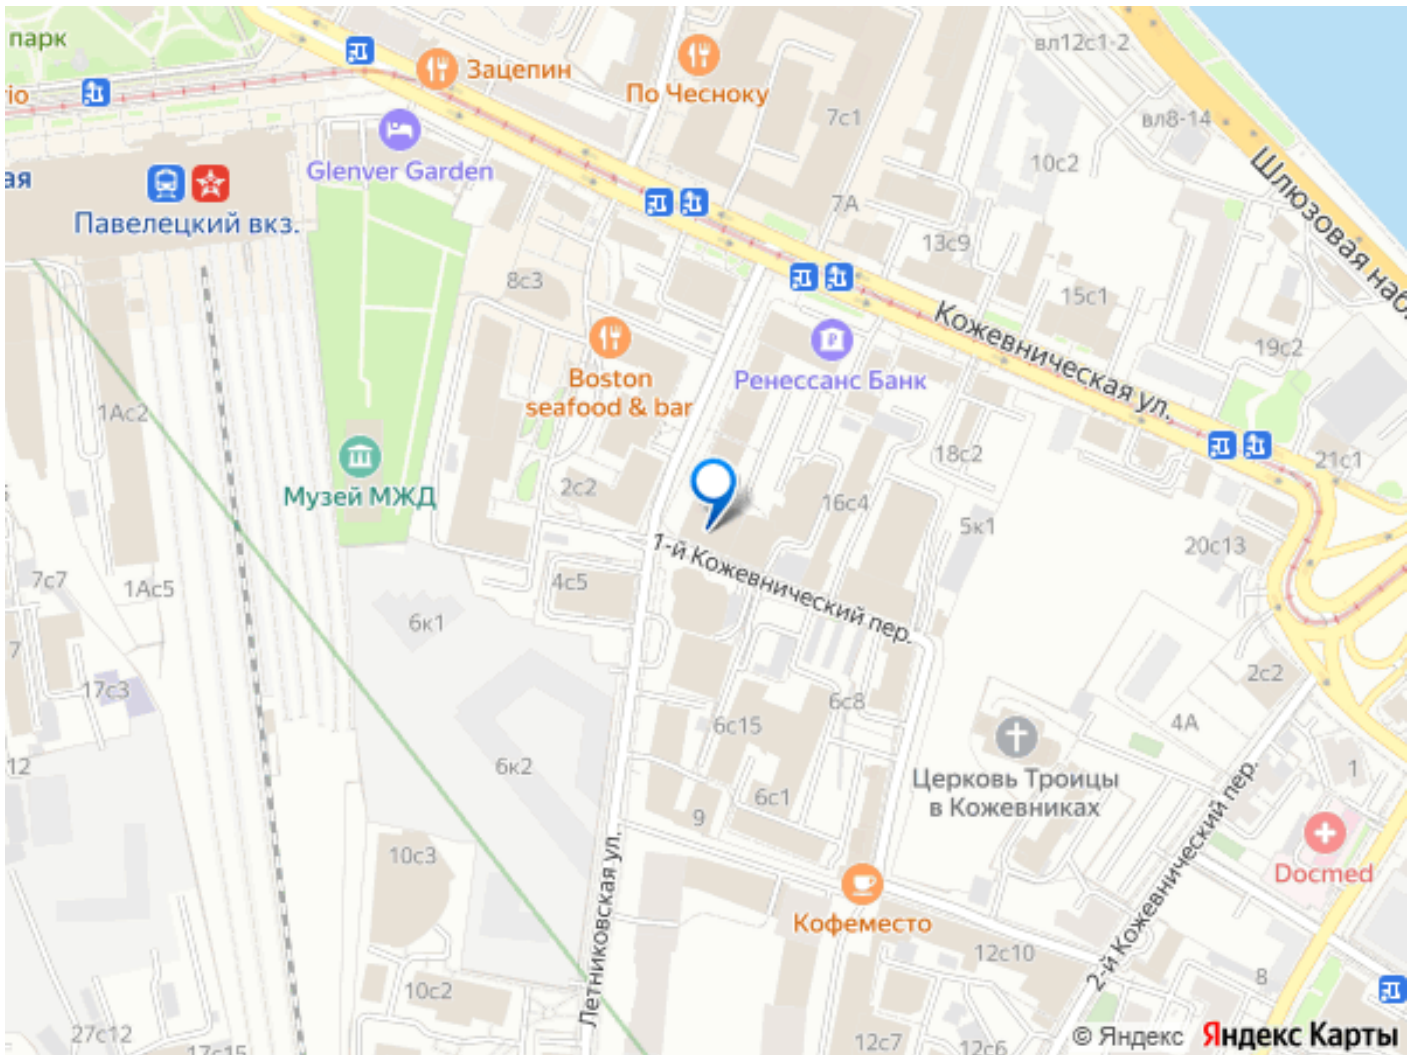 парк
вл12с1-2
Зацепин
По Чесноку
rio
7с1
вл8-14
10с2
Glenver Garden
ая
Павелецкий вкз.
7А
13с9
Шлюзовая наб.
8с3
15с1
Кожевническая ул.
19с2
Boston
seafood & bar
Ренессанс Банк
1Ас2
18с2
21с1
Музей МЖД
2с2
16с4
5к1
20с13
1-й Кожевнический пер.
7с7
1Ас5
4с5
6к1
7
17с3
2с2
6с8
6с15
4А
12
6к2
Церковь Троицы
в Кожевниках
1
6с1
9
2-й Кожевнический пер.
10с3
Летниковская ул.
Docmed
Кофеместо
12с10
8
10с2
27с12
17с15
12с7
12с6
© Яндекс Яндекс Карты